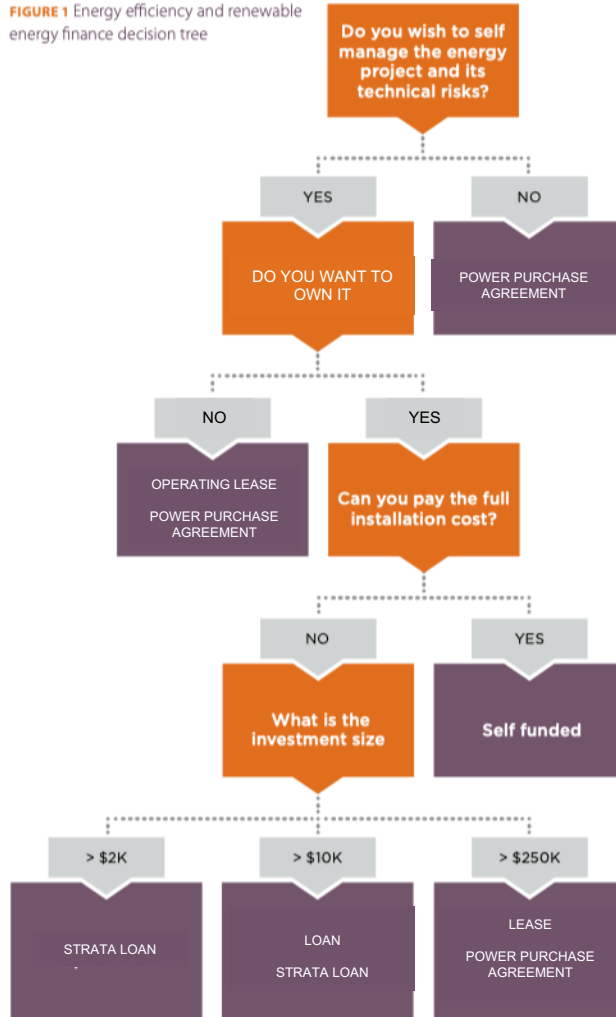 FIGURE 1 Energy efficiency and renewable
energy finance decision tree
Do you wish to self
manage the energy
project and its
technical risks?
YES
NO
DO YOU WANT TO
OWN IT
POWER PURCHASE
AGREEMENT
NO
YES
OPERATING LEASE
POWER PURCHASE
AGREEMENT
Can you pay the full
installation cost?
NO
YES
What is the
investment size
Self funded
> $2K
> $10K
> $250K
STRATA LOAN
-
LOAN
STRATA LOAN
LEASE
POWER PURCHASE
AGREEMENT